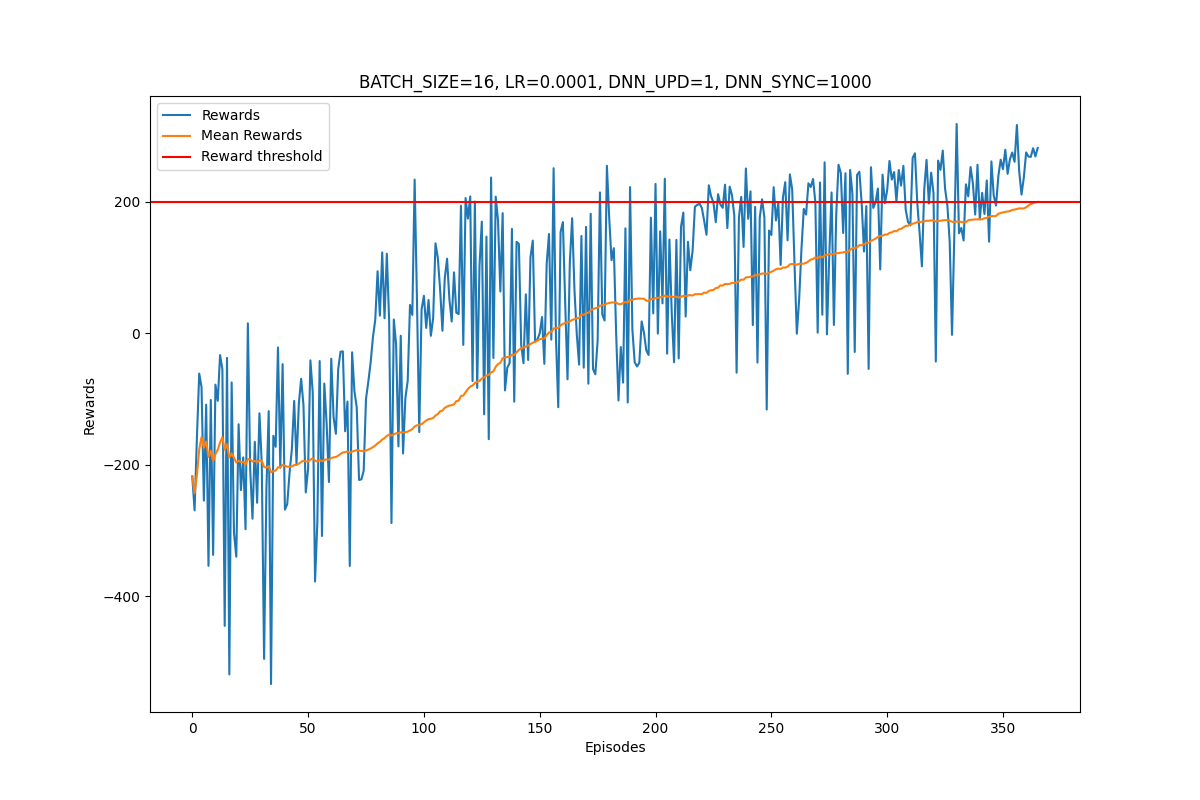 BATCH_SIZE=16, LR=0.0001, DNN_UPD=1, DNN_SYNC=1000
Rewards
Mean Rewards
Reward threshold
200
0
−200
−400
Rewards
0 50 100 150 200 250 300 350
Episodes